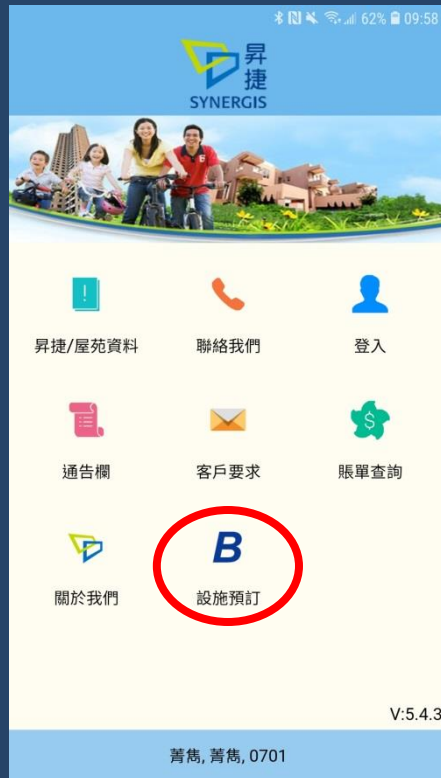 62% 09:58
昇
捷
SYNERGIS
昇捷/屋苑資料 聯絡我們 登入
通告欄 客戶要求 賬單查詢
B
關於我們 設施預訂
V:5.4.3
菁雋, 菁雋, 0701